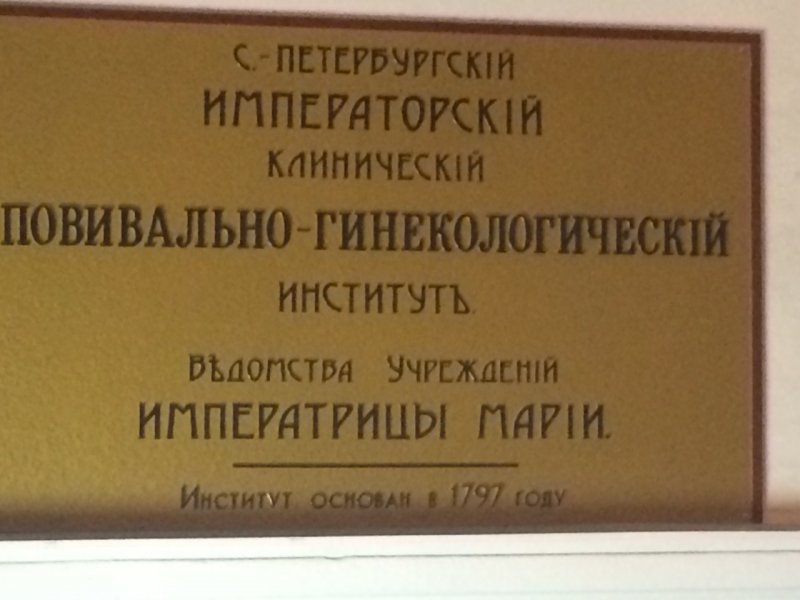 С.-ПЕТЕРБУРГСКІЙ
ИМПЕРАТОРСКІЙ
КЛИНИЧЕСКІЙ
ПОВИВАЛЬНО-ГИНЕКОЛОГИЧЕСКІЙ
ИНСТИТУТЪ.
ВѢДОМСТВА УЧРЕЖДЕНІЙ
ИМПЕРАТРИЦЫ МАРІИ.
Институт основан в 1797 году